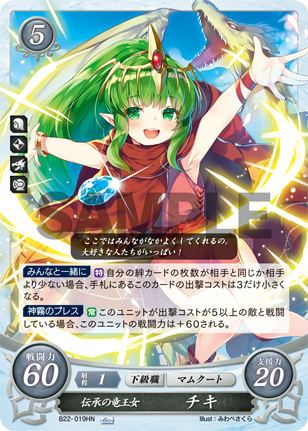 5
SAMPLE
ここではみんながなかよくしてくれるの。
大好きな人たちがいっぱい！
みんなと一緒に 特 自分の絆カードの枚数が相手と同じか相手
より少ない場合、手札にあるこのカードの出撃コストは3だけ小さく
なる。
神霧のブレス 常 このユニットが出撃コストが5以上の敵と戦闘
している場合、このユニットの戦闘力は+60される。
戦闘力
60
射程 1
下級職
マムクート
支援力
20
伝承の竜王女
チキ
B22-019HN
Illust：みわべさくら